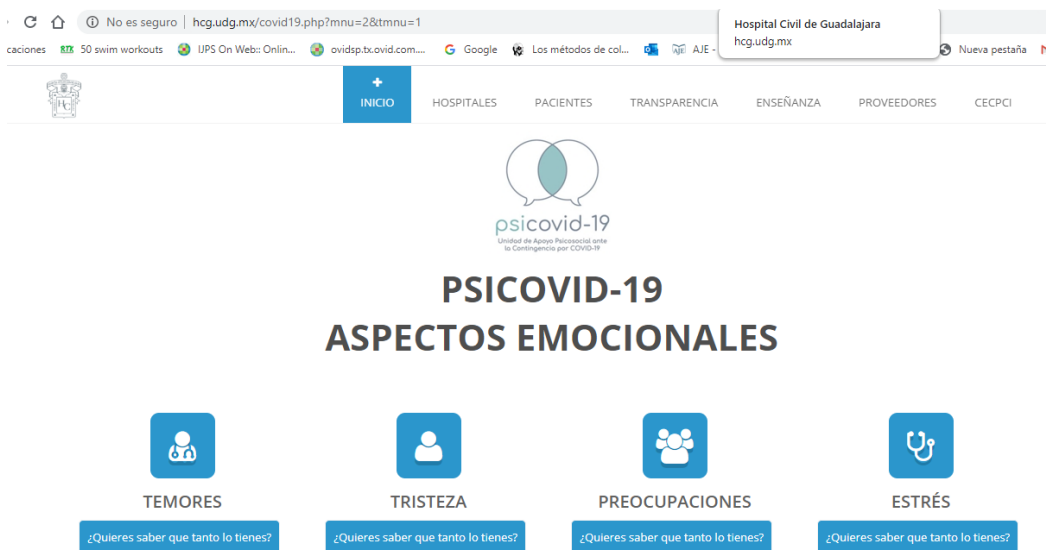 No es seguro | hcg.udg.mx/covid19.php?mnu=2&tmnu=1
Hospital Civil de Guadalajara
hcg.udg.mx
caciones RTK 50 swim workouts IJPS On Web:: Onlin... ovidsp.tx.ovid.com.... G Google Los métodos de col... AJE AJE - Nueva pestaña
INICIO HOSPITALES PACIENTES TRANSPARENCIA ENSEÑANZA PROVEEDORES CECPCI
psicovid-19
Unidad de Apoyo Psicosocial ante
la Contingencia por COVID-19
PSICOVID-19
ASPECTOS EMOCIONALES
TEMORES TRISTEZA PREOCUPACIONES ESTRÉS
¿Quieres saber que tanto lo tienes? ¿Quieres saber que tanto lo tienes? ¿Quieres saber que tanto lo tienes? ¿Quieres saber que tanto lo tienes?